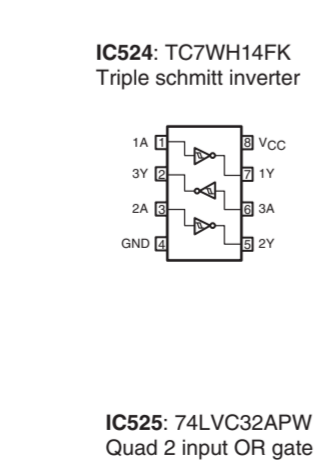 IC524: TC7WH14FK
Triple schmitt inverter
1A 1 8 VCC
3Y 2 7 1Y
2A 3 6 3A
GND 4 5 2Y
IC525: 74LVC32APW
Quad 2 input OR gate